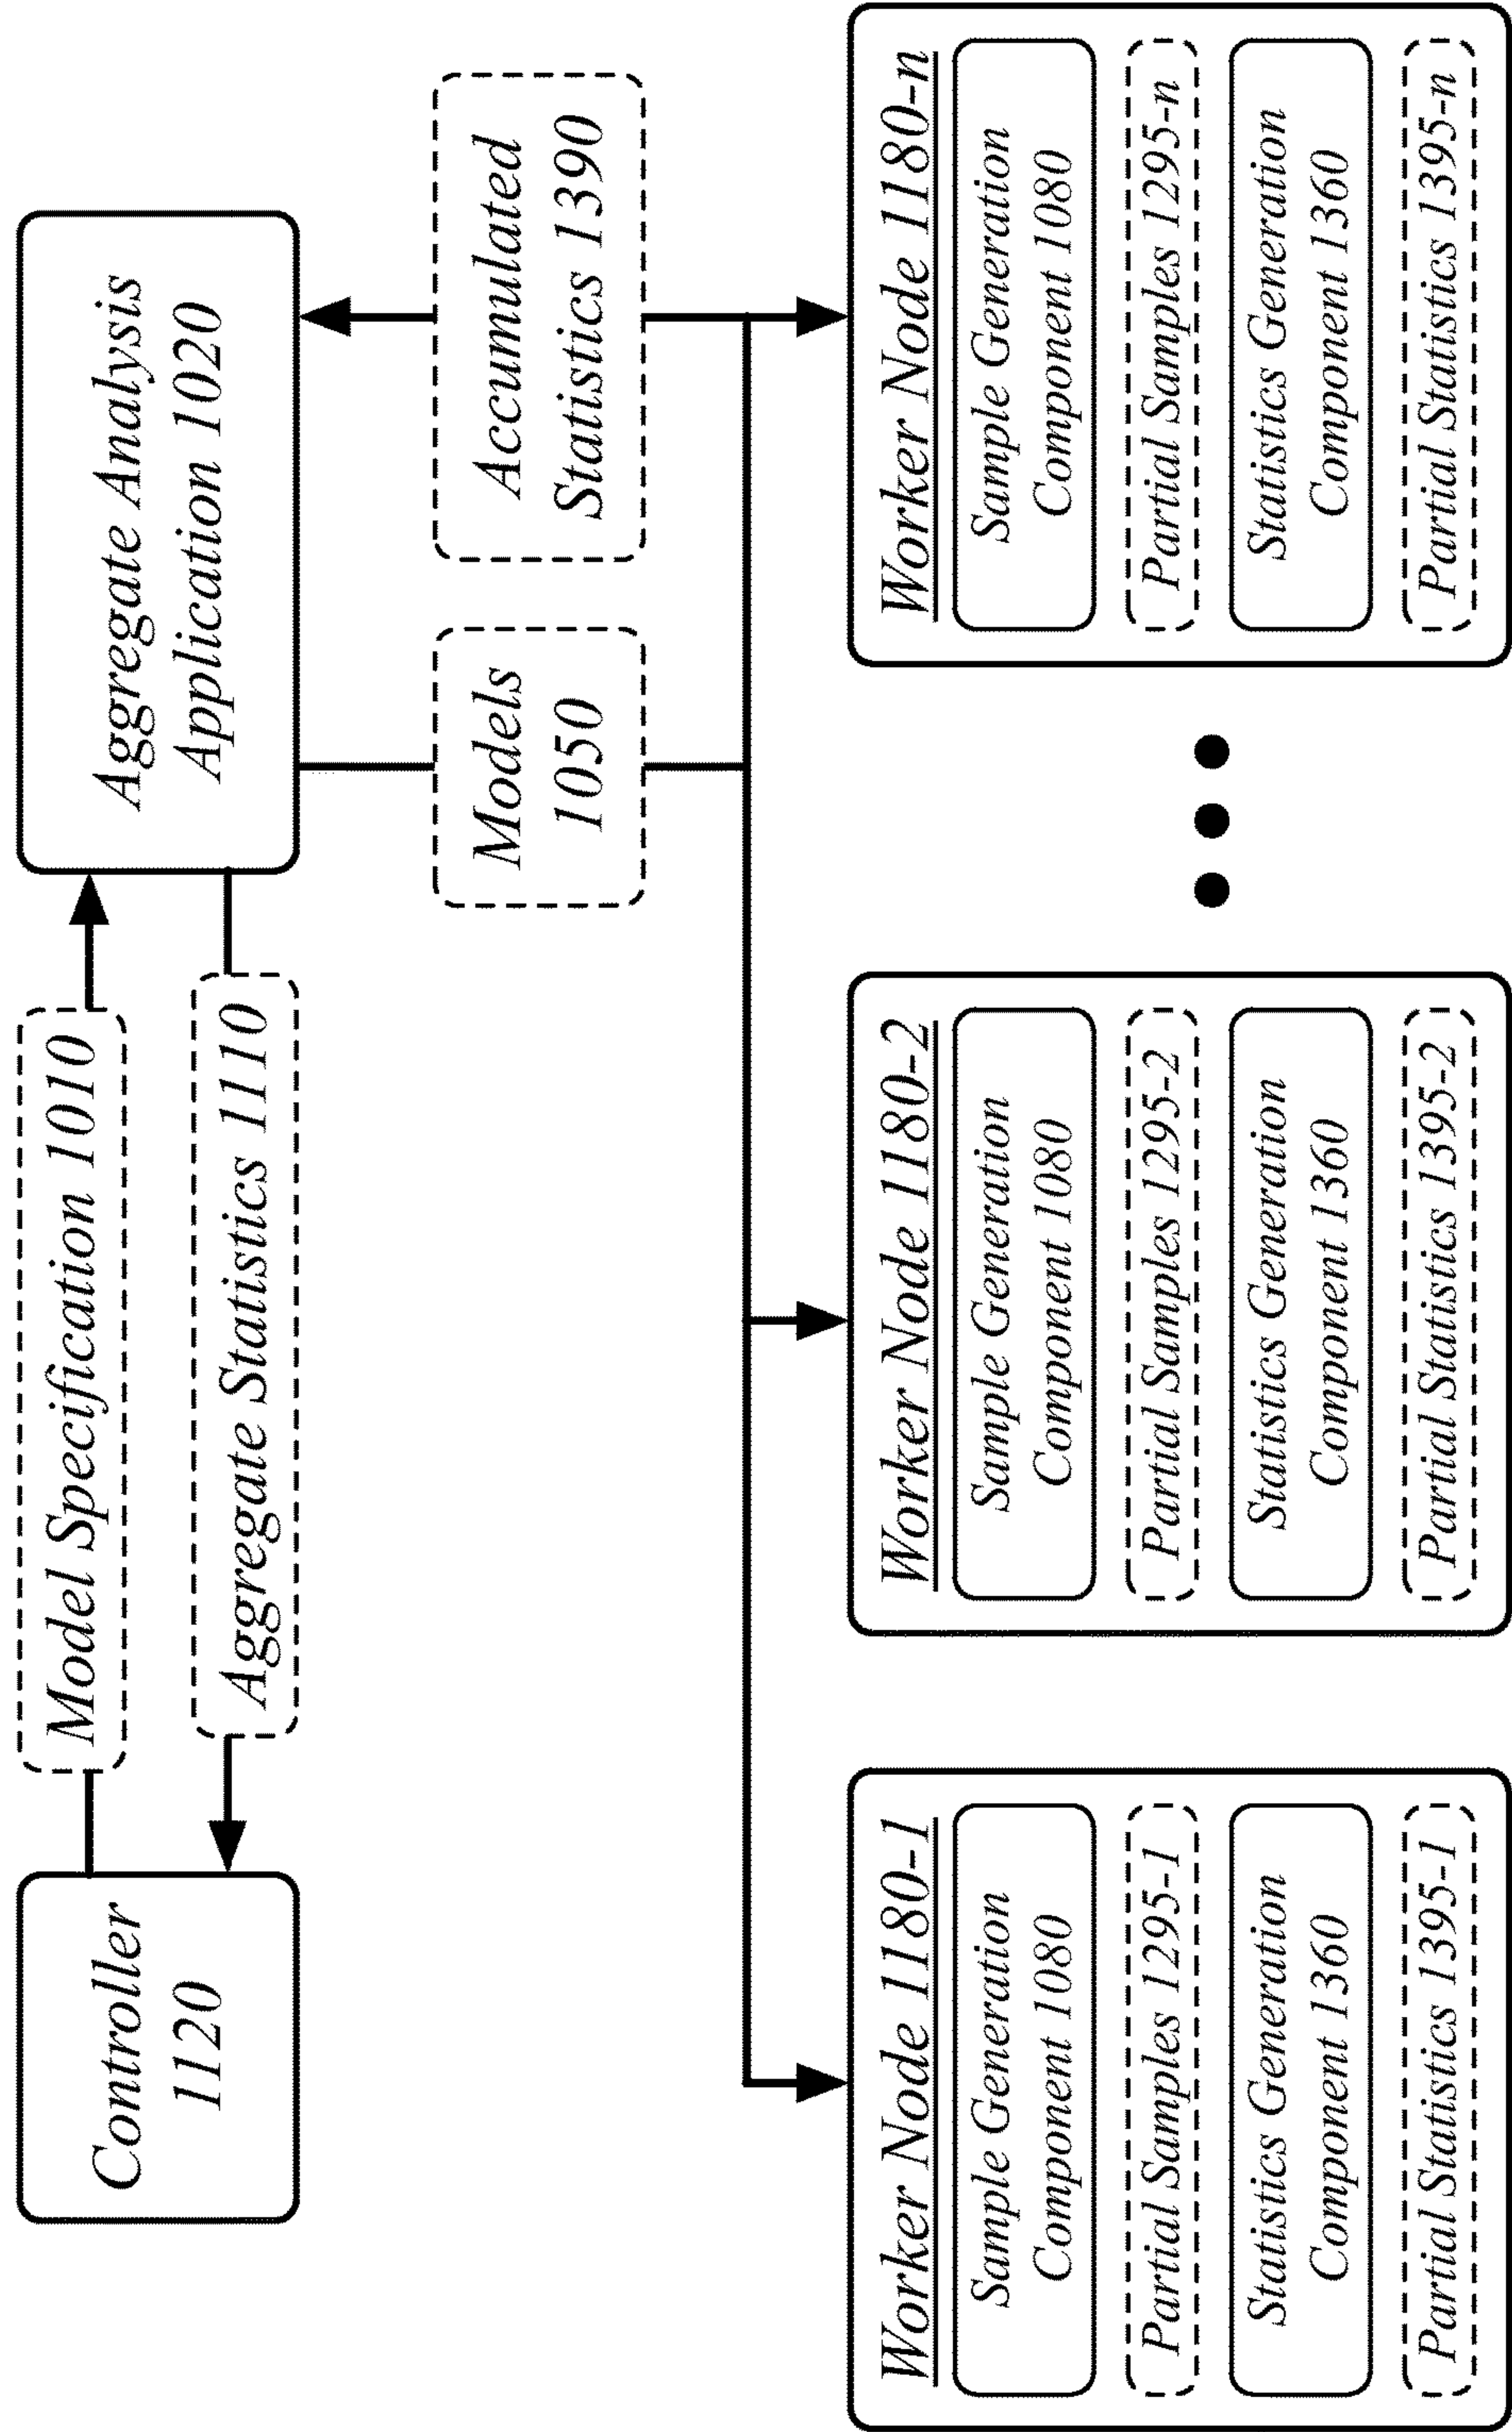 Controller
1120
Model Specification 1010
Aggregate Statistics 1110
Aggregate Analysis
Application 1020
Models
1050
Accumulated
Statistics 1390
Worker Node 1180-1
Sample Generation
Component 1080
Partial Samples 1295-1
Statistics Generation
Component 1360
Partial Statistics 1395-1
Worker Node 1180-2
Sample Generation
Component 1080
Partial Samples 1295-2
Statistics Generation
Component 1360
Partial Statistics 1395-2
Worker Node 1180-n
Sample Generation
Component 1080
Partial Samples 1295-n
Statistics Generation
Component 1360
Partial Statistics 1395-n